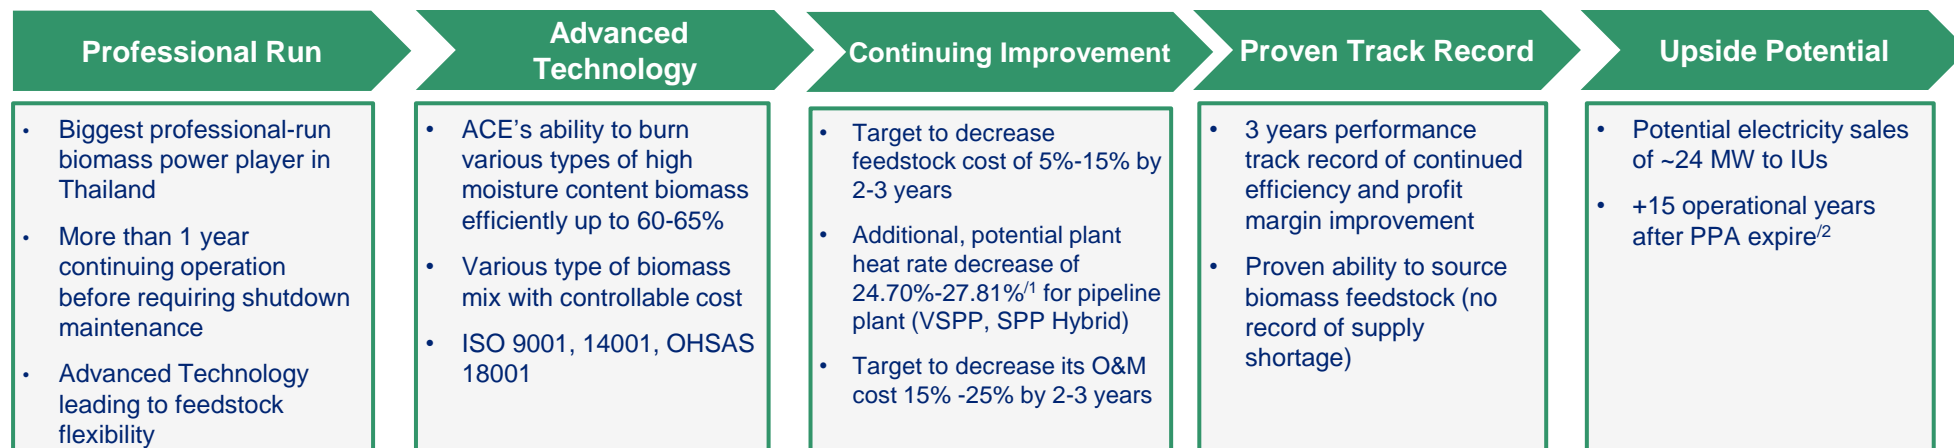 Professional Run
Advanced
Technology
Continuing Improvement
Proven Track Record
Upside Potential
• Biggest professional-run
biomass power player in
Thailand
• More than 1 year
continuing operation
before requiring shutdown
maintenance
• Advanced Technology
leading to feedstock
flexibility
• ACE's ability to burn
various types of high
moisture content biomass
efficiently up to 60-65%
• Various type of biomass
mix with controllable cost
• ISO 9001, 14001, OHSAS
18001
• Target to decrease
feedstock cost of 5%-15% by
2-3 years
• Additional, potential plant
heat rate decrease of
24.70%-27.81%/1 for pipeline
plant (VSPP, SPP Hybrid)
• Target to decrease its O&M
cost 15% -25% by 2-3 years
• 3 years performance
track record of continued
efficiency and profit
margin improvement
• Proven ability to source
biomass feedstock (no
record of supply
shortage)
• Potential electricity sales
of ~24 MW to IUs
• +15 operational years
after PPA expire/2